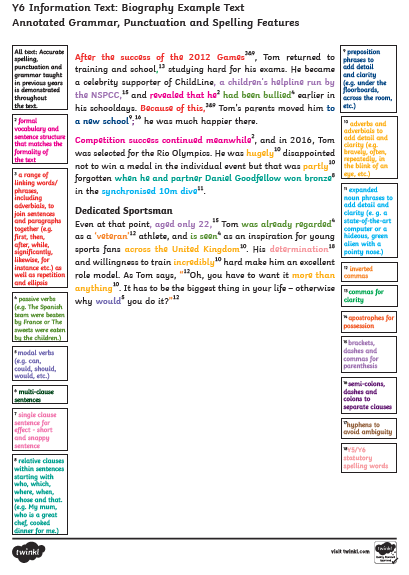 Y6 Information Text: Biography Example Text
Annotated Grammar, Punctuation and Spelling Features
All text: Accurate
spelling,
punctuation and
grammar taught
in previous years
is demonstrated
throughout
the text.
2 formal
vocabulary and
sentence structure
that matches the
formality of
the text
3 a range of
linking words/
phrases,
including
adverbials, to
join sentences
and paragraphs
together (e.g.
first, then,
after, while,
significantly,
likewise, for
instance etc.) as
well as repetition
and ellipsis
4 passive verbs
(e.g. The Spanish
team were beaten
by France or The
sweets were eaten
by the children.)
5 modal verbs
(e.g. can,
could, should,
would, etc.)
6 multi-clause
sentences
7 single clause
sentence for
effect - short
and snappy
sentence
8 relative clauses
within sentences
starting with
who, which,
where, when,
whose and that.
(e.g. My mum,
who is a great
chef, cooked
dinner for me.)
After the success of the 2012 Games369, Tom returned to
training and school,13 studying hard for his exams. He became
a celebrity supporter of ChildLine, a children's helpline run by
the NSPCC,15 and revealed that he2 had been bullied4 earlier in
his schooldays. Because of this,369 Tom's parents moved him to
a new school9;16 he was much happier there.
Competition success continued meanwhile2, and in 2016, Tom
was selected for the Rio Olympics. He was hugely10 disappointed
not to win a medal in the individual event but that was partly10
forgotten when he and partner Daniel Goodfellow won bronze8
in the synchronised 10m dive11.
Dedicated Sportsman
Even at that point, aged only 22,15 Tom was already regarded4
as a 'veteran'12 athlete, and is seen4 as an inspiration for young
sports fans across the United Kingdom10. His determination18
and willingness to train incredibly10 hard make him an excellent
role model. As Tom says, "12Oh, you have to want it more than
anything10. It has to be the biggest thing in your life – otherwise
why would5 you do it?"12
9 preposition
phrases to
add detail
and clarity
(e.g. under the
floorboards,
across the room,
etc.)
10 adverbs and
adverbials to add
detail and
clarity (e.g.
bravely, often,
repeatedly, in
the blink of an
eye, etc.)
11 expanded
noun phrases to
add detail and
clarity (e. g. a
state-of-the-art
computer or a
hideous, green
alien with a
pointy nose.)
12 inverted
commas
13 commas for
clarity
14 apostrophes for
possession
15 brackets,
dashes and
commas for
parenthesis
16 semi-colons,
dashes and
colons to
separate clauses
17 hyphens to
avoid ambiguity
18 Y5/Y6
statutory
spelling words
twinkl
visit twinkl.com